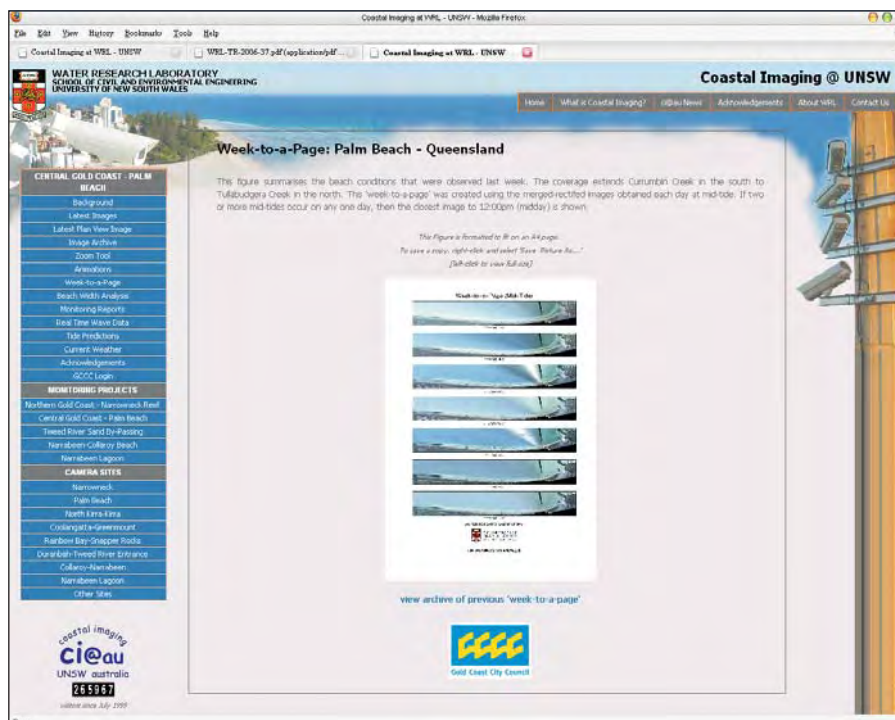 Coastal Imaging at WRL - UNSW - Mozilla Firefox
File Edit View History Bookmarks Tools Help
Coastal Imaging at WRL - UNSW
WRL-TR-2006-37.pdf (application/pdf ...
Coastal Imaging at WRL - UNSW
WATER RESEARCH LABORATORY
SCHOOL OF CIVIL AND ENVIRONMENTAL ENGINEERING
UNIVERSITY OF NEW SOUTH WALES
Coastal Imaging @ UNSW
Home What is Coastal Imaging? ci@au News Acknowledgements About WRL Contact Us
Week-to-a-Page: Palm Beach - Queensland
This figure summarises the beach conditions that were observed last week. The coverage extends Currumbin Creek in the south to
Tullabudgera Creek in the north. The 'week-to-a-page' was created using the merged-rectifed images obtained each day at mid-tide. If two
or more mid-tides occur on any one day, then the closest image to 12:00pm (midday) is shown.
This Figure is formatted to fit on an A4 page.
To save a copy, right-click and select 'Save Picture As...'
[left-click to view full size]
Week-to-a-Page (Mid Tide)
view archive of previous 'week-to-a-page'
Gold Coast City Council
CENTRAL GOLD COAST - PALM
BEACH
Background
Latest Images
Latest Plan View Image
Image Archive
Zoom Tool
Animations
Week-to-a-Page
Beach Width Analysis
Monitoring Reports
Real Time Wave Data
Tide Predictions
Current Weather
Acknowledgements
GCCC Login
MONITORING PROJECTS
Northern Gold Coast - Narrowneck Reef
Central Gold Coast - Palm Beach
Tweed River Sand By-Passing
Narrabeen-Collaroy Beach
Narrabeen Lagoon
CAMERA SITES
Narrowneck
Palm Beach
North Kirra-Kirra
Coolangatta-Greenmount
Rainbow Bay-Snapper Rocks
Duranbah-Tweed River Entrance
Collaroy-Narrabeen
Narrabeen Lagoon
Other Sites
coastal imaging
ci@au
UNSW australia
265967
visitors since July 1999